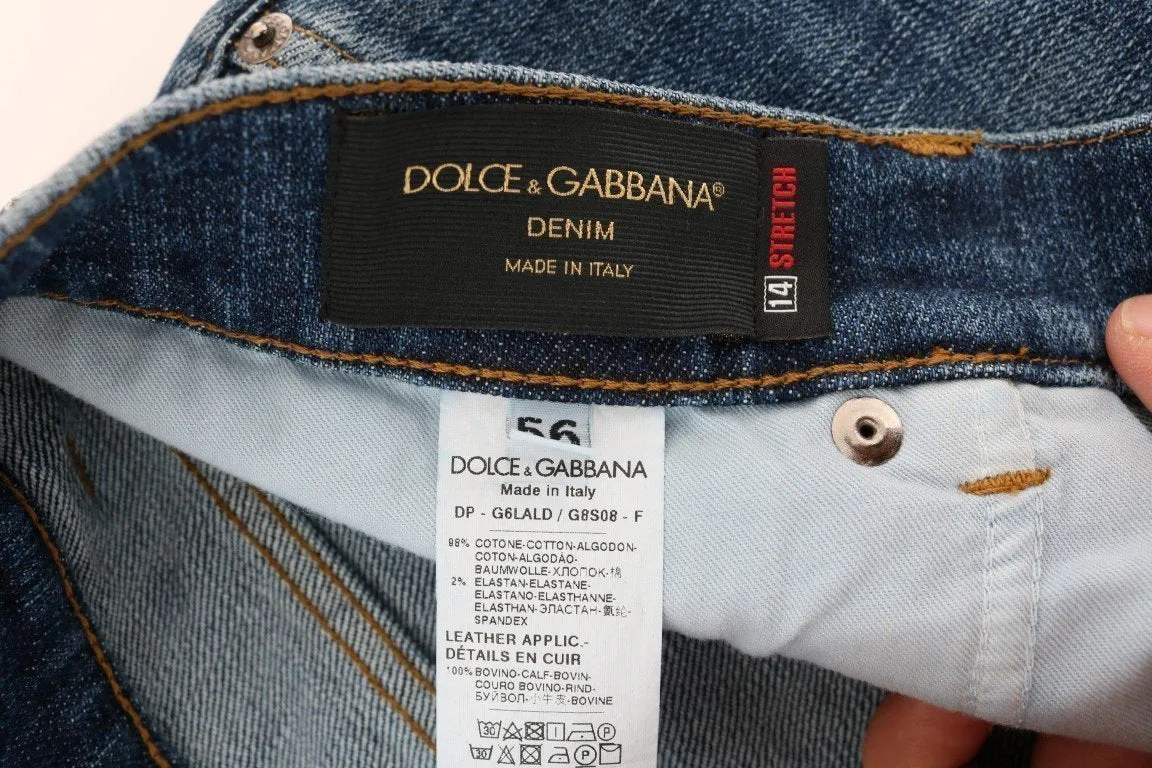 DOLCE & GABBANA®
DENIM
MADE IN ITALY
14 STRETCH
56
DOLCE & GABBANA
Made in Italy
DP - G6LALD / G8S08 - F
98% COTONE-COTTON-ALGODON-
COTON-ALGODÃO-
BAUMWOLLE-ХЛОПОК-棉
2% ELASTAN-ELASTANE-
ELASTANO-ELASTHANNE-
ELASTHAN-ЭЛАСТАН-氨纶-
SPANDEX
LEATHER APPLIC.-
DÉTAILS EN CUIR
100% BOVINO-CALF-BOVIN-
COURO BOVINO-RIND-
БУЙВОЛ-小牛皮-BOVINE
30 P
30 P